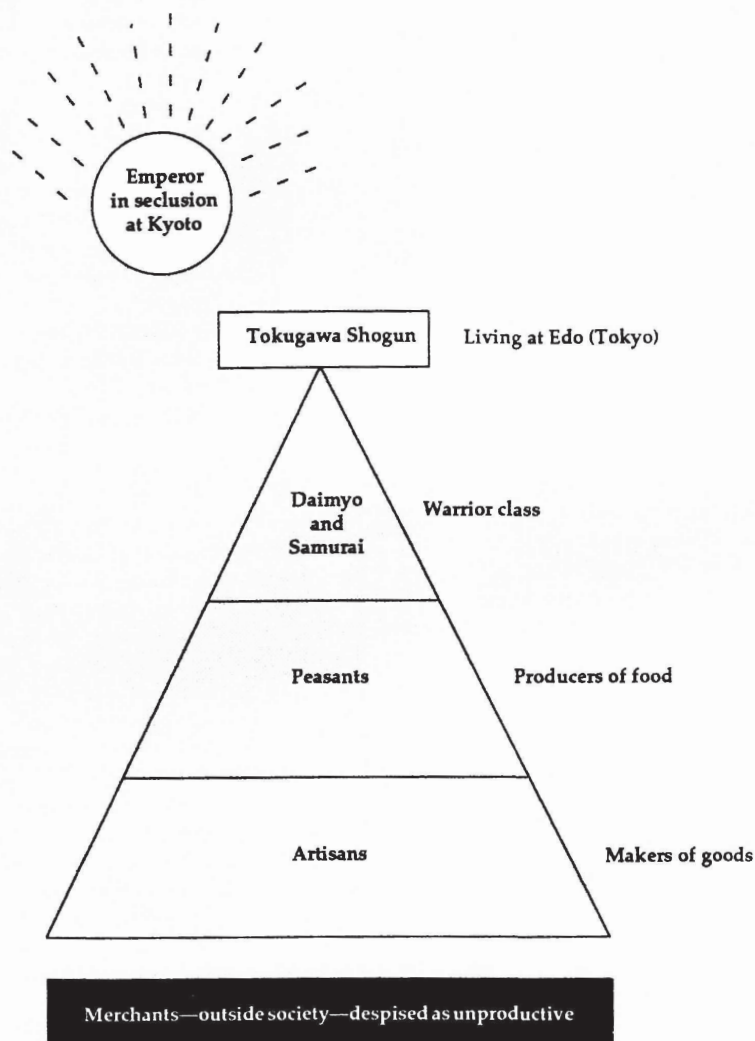 Emperor
in seclusion
at Kyoto
Tokugawa Shogun
Living at Edo (Tokyo)
Daimyo
and
Samurai
Warrior class
Peasants
Producers of food
Artisans
Makers of goods
Merchants—outside society—despised as unproductive